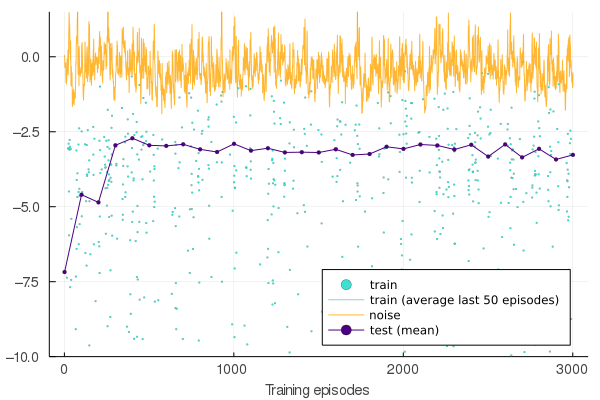 0.0
−2.5
−5.0
−7.5
−10.0
train
train (average last 50 episodes)
noise
test (mean)
0 1000 2000 3000
Training episodes